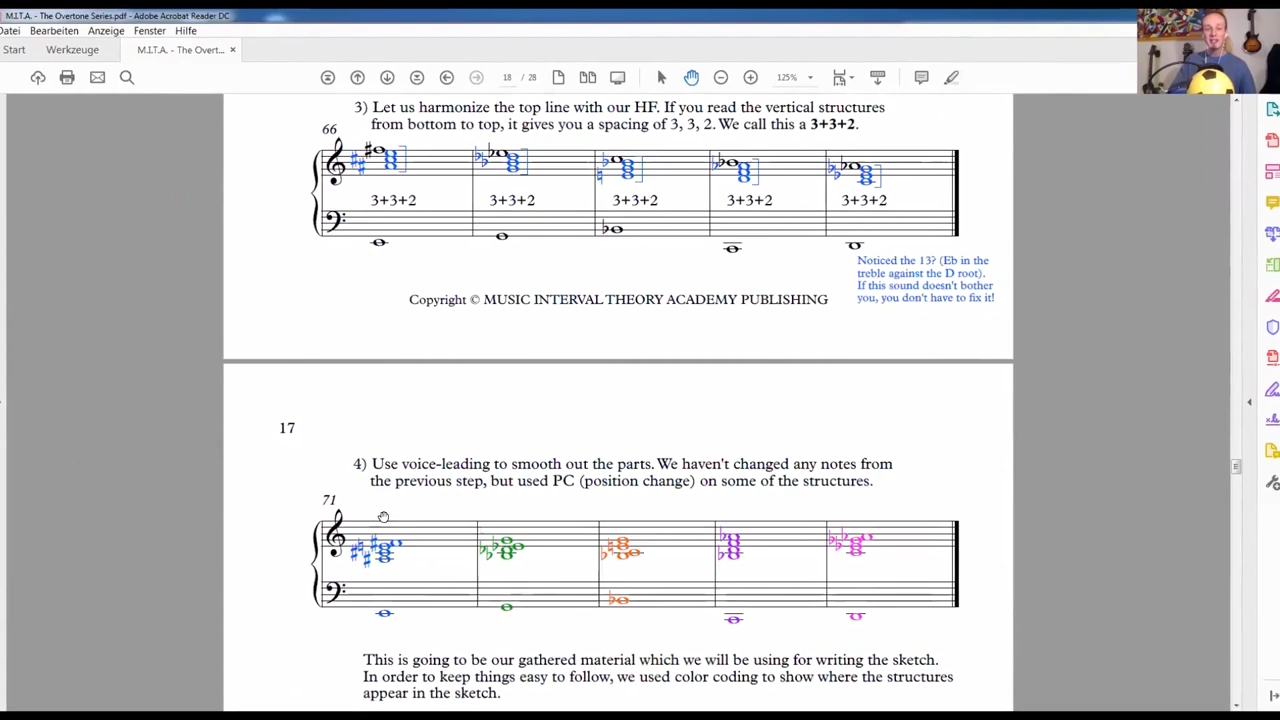 M.I.T.A. - The Overtone Series.pdf - Adobe Acrobat Reader DC
Datei Bearbeiten Anzeige Fenster Hilfe
Start Werkzeuge M.I.T.A. - The Overt... ×
18 / 28 125%
3) Let us harmonize the top line with our HF. If you read the vertical structures
from bottom to top, it gives you a spacing of 3, 3, 2. We call this a 3+3+2.
66
3+3+2 3+3+2 3+3+2 3+3+2 3+3+2
Noticed the 13? (Eb in the
treble against the D root).
If this sound doesn't bother
you, you don't have to fix it!
Copyright © MUSIC INTERVAL THEORY ACADEMY PUBLISHING
17
4) Use voice-leading to smooth out the parts. We haven't changed any notes from
the previous step, but used PC (position change) on some of the structures.
71
This is going to be our gathered material which we will be using for writing the sketch.
In order to keep things easy to follow, we used color coding to show where the structures
appear in the sketch.